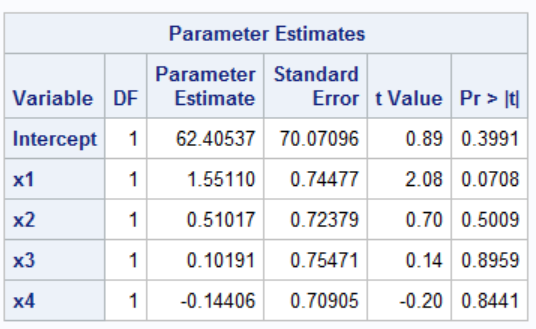 Parameter Estimates
Variable DF Parameter Estimate Standard Error t Value Pr > |t|
Intercept 1 62.40537 70.07096 0.89 0.3991
x1 1 1.55110 0.74477 2.08 0.0708
x2 1 0.51017 0.72379 0.70 0.5009
x3 1 0.10191 0.75471 0.14 0.8959
x4 1 -0.14406 0.70905 -0.20 0.8441